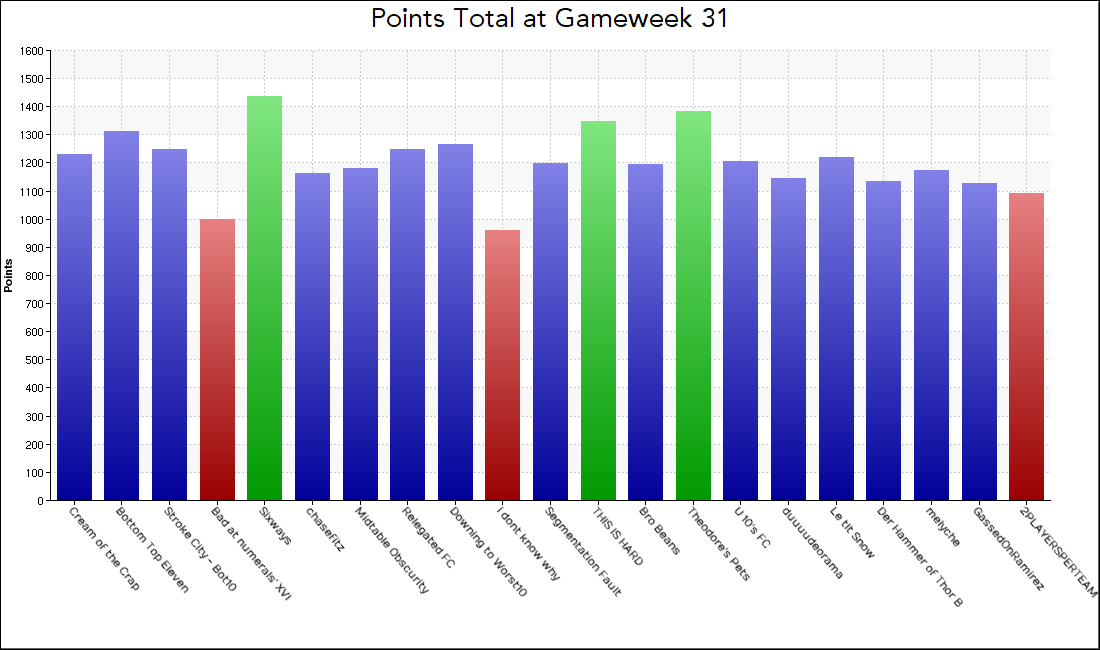 Points Total at Gameweek 31
1600
1500
1400
1300
1200
1100
1000
900
800
700
600
500
400
300
200
100
0
Points
Cream of the Crap
Bottom Top Eleven
Stroke City - Bot10
Bad at numerals' XVI
Sixways
chasefitz
Midtable Obscurity
Relegated FC
Downing to Worst10
i dont know why
Segmentation Fault
THIS IS HARD
Bro Beans
Theodore's Pets
U10's FC
duuuudeorama
Le tit Snow
Der Hammer of Thor B
melyche
GassedOnRamirez
2PLAYERSPERTEAM